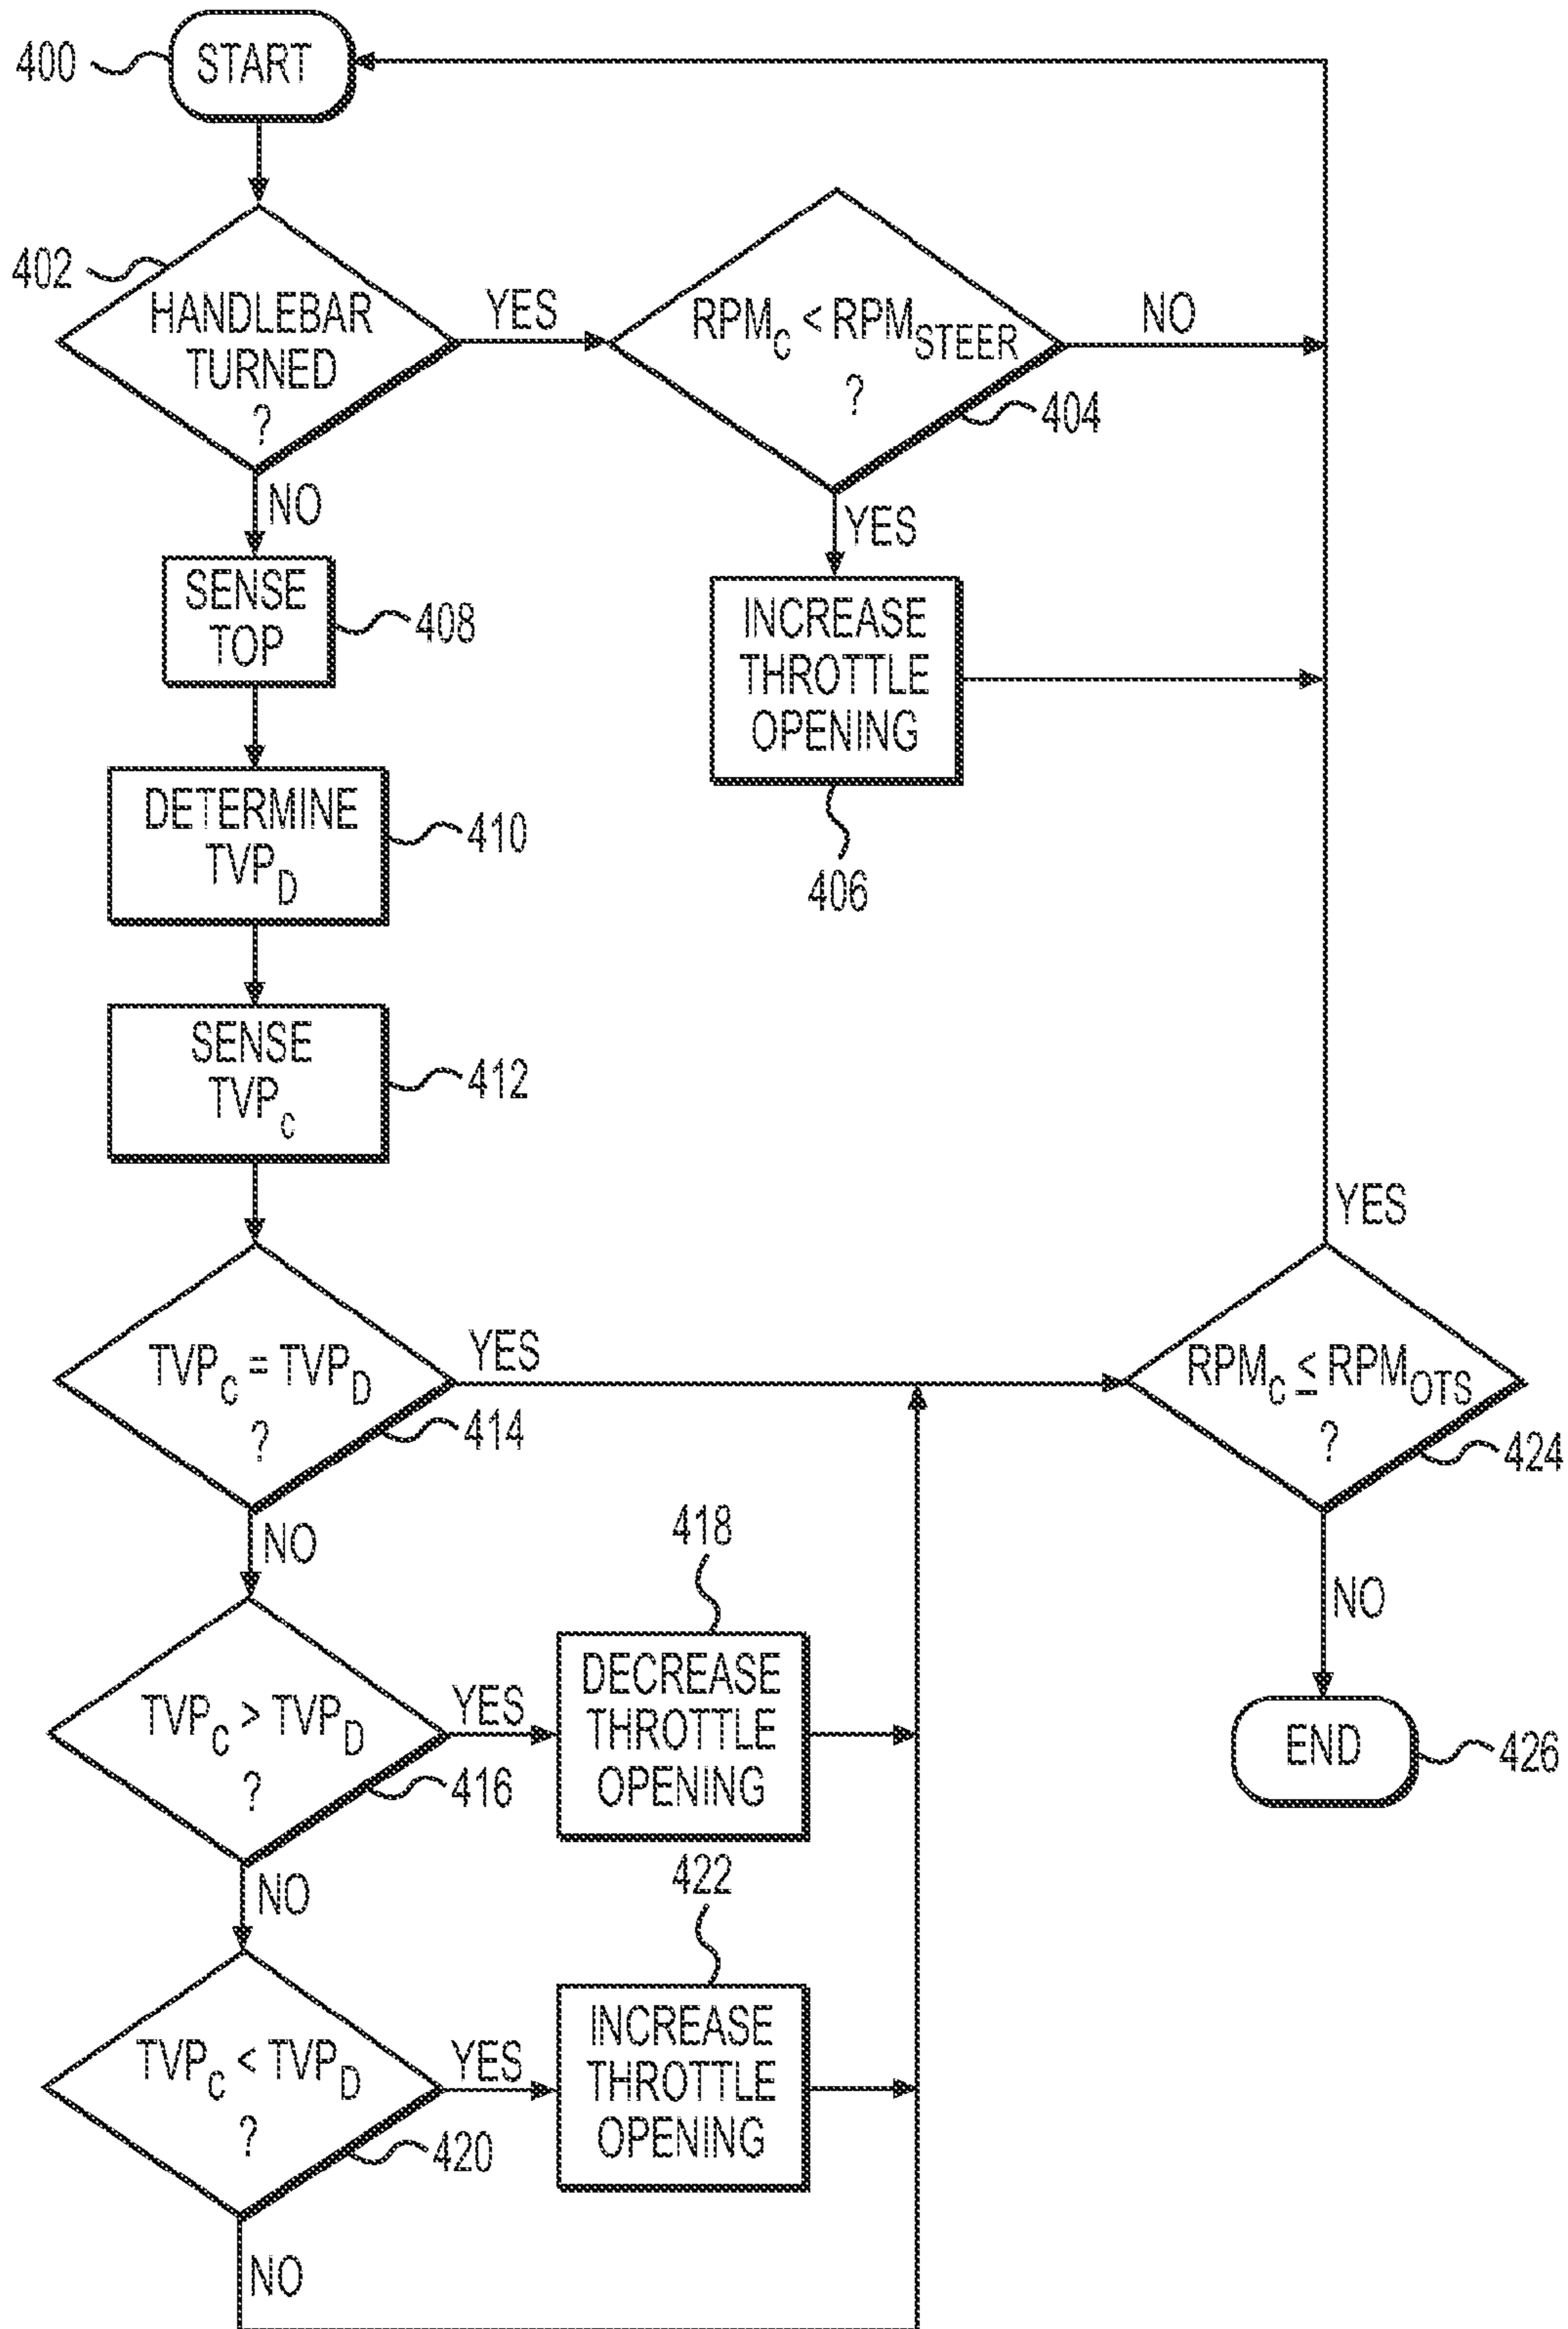 400
START
402
HANDLEBAR
TURNED
?
YES
RPMC < RPMSTEER
?
NO
404
NO
YES
SENSE
TOP
408
INCREASE
THROTTLE
OPENING
406
DETERMINE
TVPD
410
SENSE
TVPC
412
TVPC = TVPD
?
YES
414
YES
RPMC ≤ RPMOTS
?
424
NO
NO
418
TVPC > TVPD
?
YES
416
DECREASE
THROTTLE
OPENING
END
426
NO
422
TVPC < TVPD
?
YES
420
INCREASE
THROTTLE
OPENING
NO